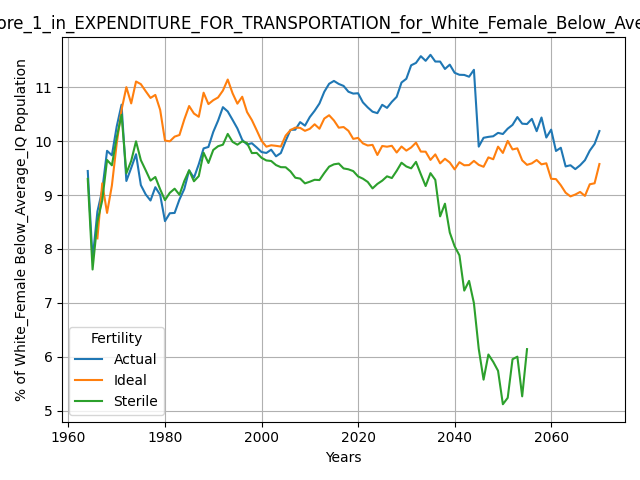 ore_1_in_EXPENDITURE_FOR_TRANSPORTATION_for_White_Female_Below_Ave
% of White_Female Below_Average_IQ Population
11
10
9
8
7
6
5
Fertility
Actual
Ideal
Sterile
1960
1980
2000
2020
2040
2060
Years